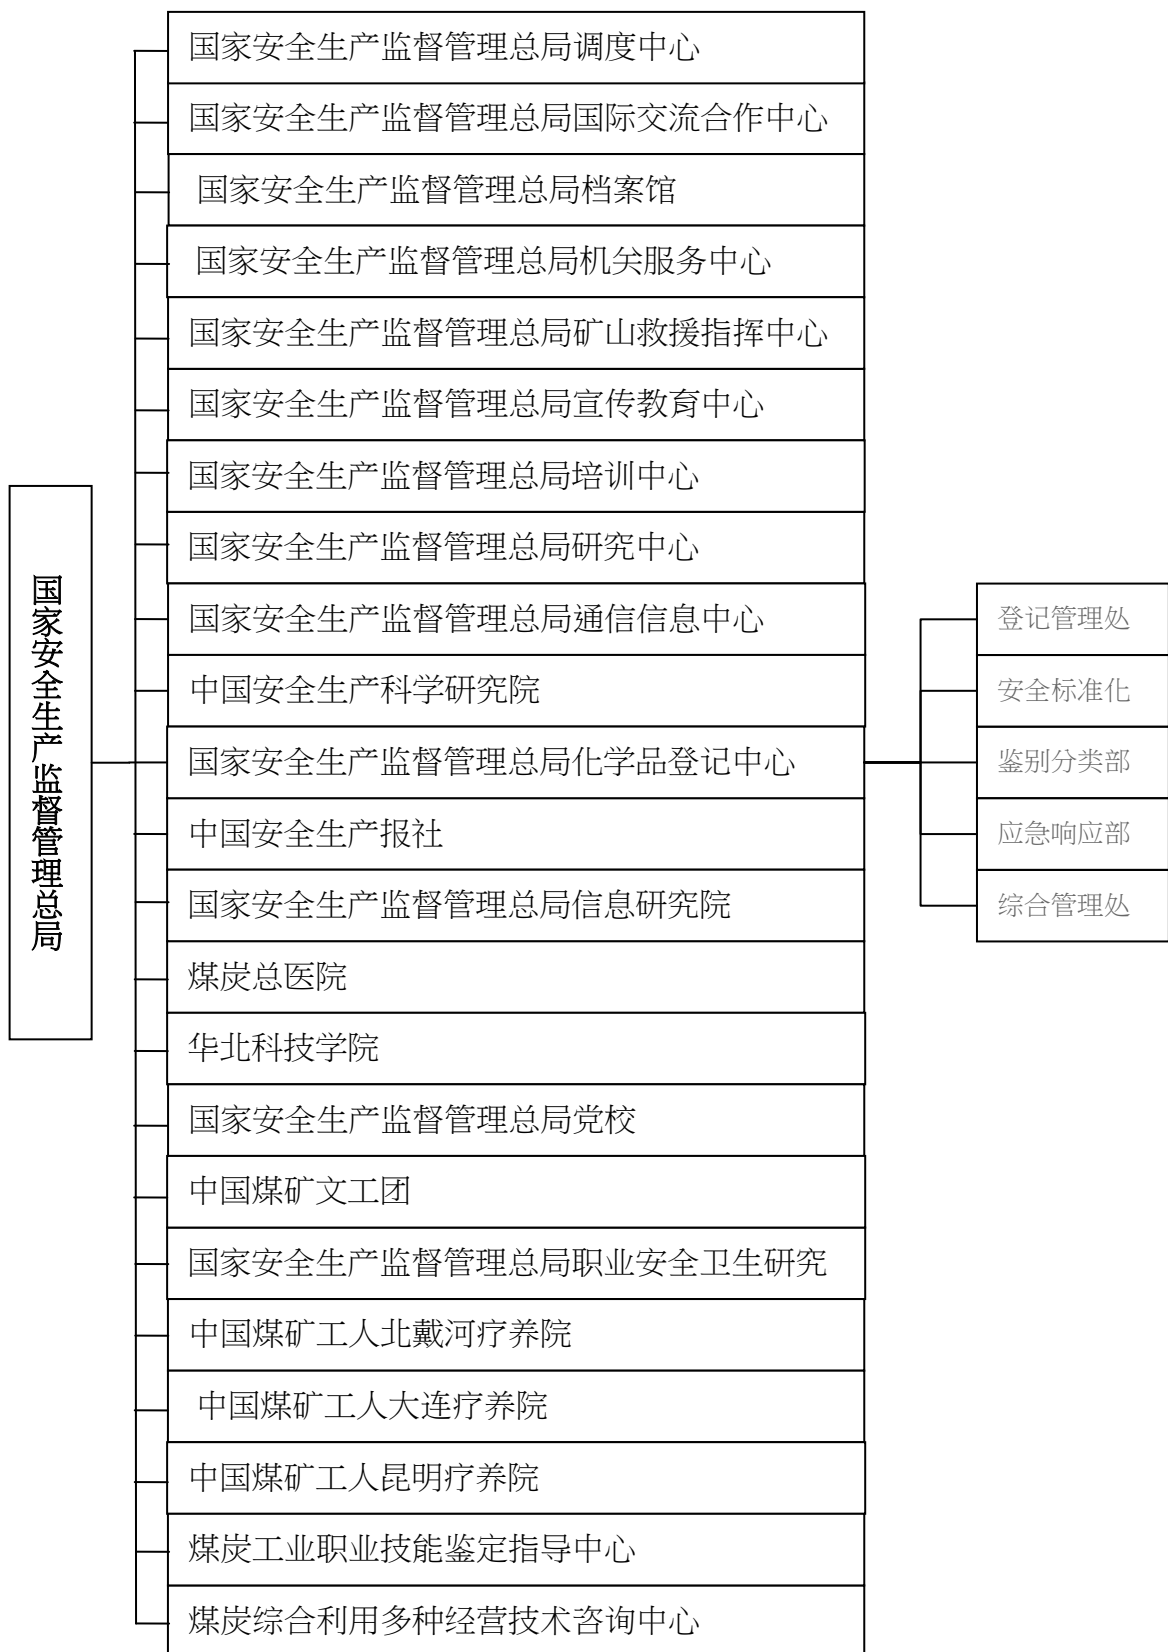 国家安全生产监督管理总局
国家安全生产监督管理总局调度中心
国家安全生产监督管理总局国际交流合作中心
国家安全生产监督管理总局档案馆
国家安全生产监督管理总局机关服务中心
国家安全生产监督管理总局矿山救援指挥中心
国家安全生产监督管理总局宣传教育中心
国家安全生产监督管理总局培训中心
国家安全生产监督管理总局研究中心
国家安全生产监督管理总局通信信息中心
中国安全生产科学研究院
国家安全生产监督管理总局化学品登记中心
中国安全生产报社
国家安全生产监督管理总局信息研究院
煤炭总医院
华北科技学院
国家安全生产监督管理总局党校
中国煤矿文工团
国家安全生产监督管理总局职业安全卫生研究
中国煤矿工人北戴河疗养院
中国煤矿工人大连疗养院
中国煤矿工人昆明疗养院
煤炭工业职业技能鉴定指导中心
煤炭综合利用多种经营技术咨询中心
登记管理处
安全标准化
鉴别分类部
应急响应部
综合管理处